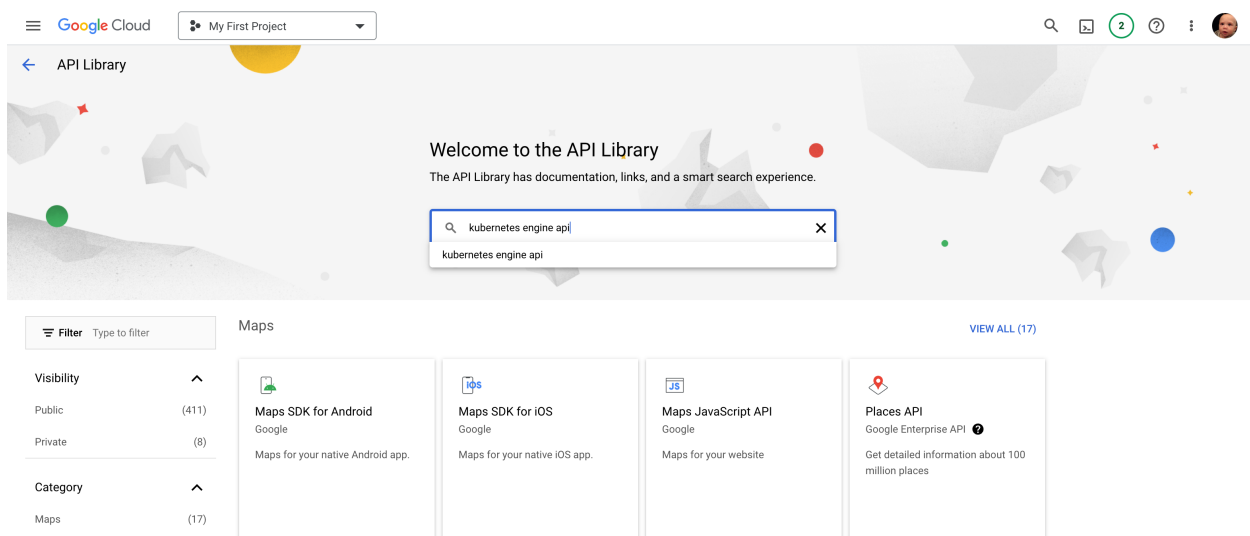 Google Cloud
My First Project
2
API Library
Welcome to the API Library
The API Library has documentation, links, and a smart search experience.
kubernetes engine api
kubernetes engine api
Filter Type to filter
Maps
VIEW ALL (17)
Visibility
Public (411)
Private (8)
Category
Maps (17)
Maps SDK for Android
Google
Maps for your native Android app.
iOS
Maps SDK for iOS
Google
Maps for your native iOS app.
JS
Maps JavaScript API
Google
Maps for your website
Places API
Google Enterprise API
Get detailed information about 100
million places